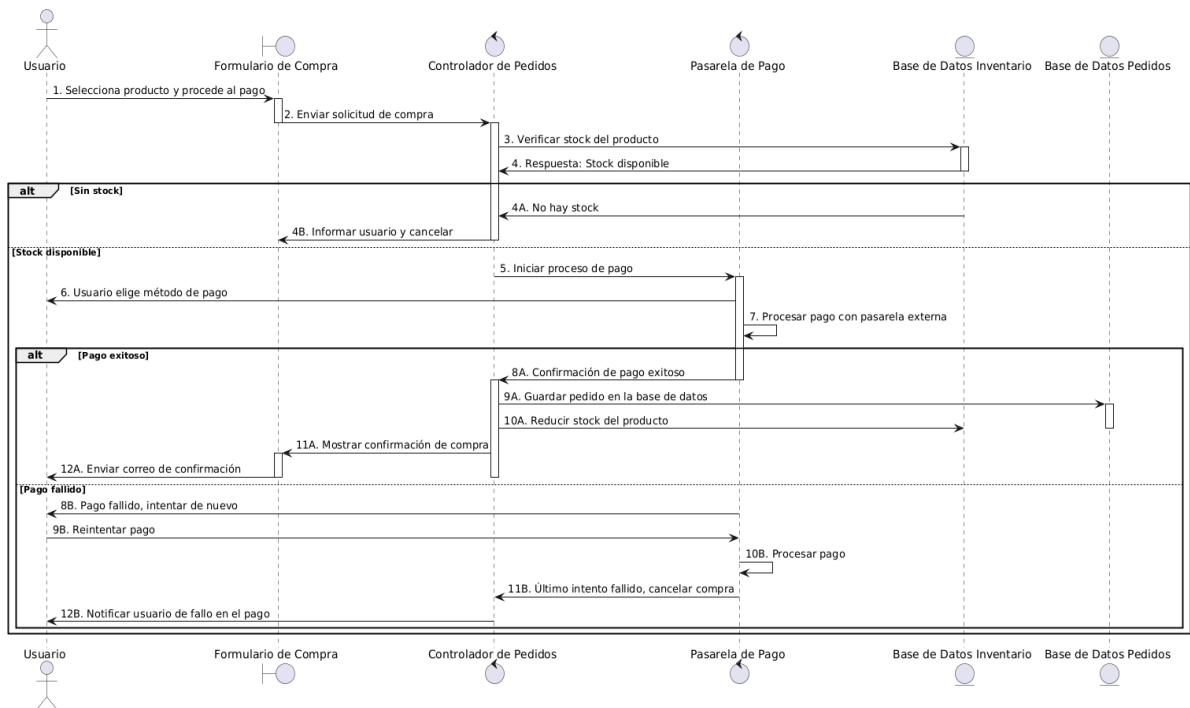 Usuario
Formulario de Compra
Controlador de Pedidos
Pasarela de Pago
Base de Datos Inventario
Base de Datos Pedidos
1. Selecciona producto y procede al pago
2. Enviar solicitud de compra
3. Verificar stock del producto
4. Respuesta: Stock disponible
alt
[Sin stock]
4A. No hay stock
4B. Informar usuario y cancelar
[Stock disponible]
5. Iniciar proceso de pago
6. Usuario elige método de pago
7. Procesar pago con pasarela externa
alt
[Pago exitoso]
8A. Confirmación de pago exitoso
9A. Guardar pedido en la base de datos
10A. Reducir stock del producto
11A. Mostrar confirmación de compra
12A. Enviar correo de confirmación
[Pago fallido]
8B. Pago fallido, intentar de nuevo
9B. Reintentar pago
10B. Procesar pago
11B. Último intento fallido, cancelar compra
12B. Notificar usuario de fallo en el pago
Usuario
Formulario de Compra
Controlador de Pedidos
Pasarela de Pago
Base de Datos Inventario
Base de Datos Pedidos